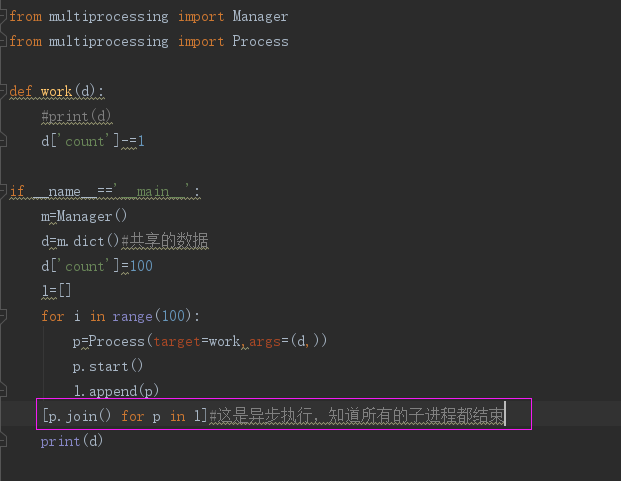 from multiprocessing import Manager
from multiprocessing import Process
def work(d):
#print(d)
d['count']-=1
if __name__=='__main__':
m=Manager()
d=m.dict()#共享的数据
d['count']=100
l=[]
for i in range(100):
p=Process(target=work,args=(d,))
p.start()
l.append(p)
[p.join() for p in l]#这是异步执行，知道所有的子进程都结束
print(d)